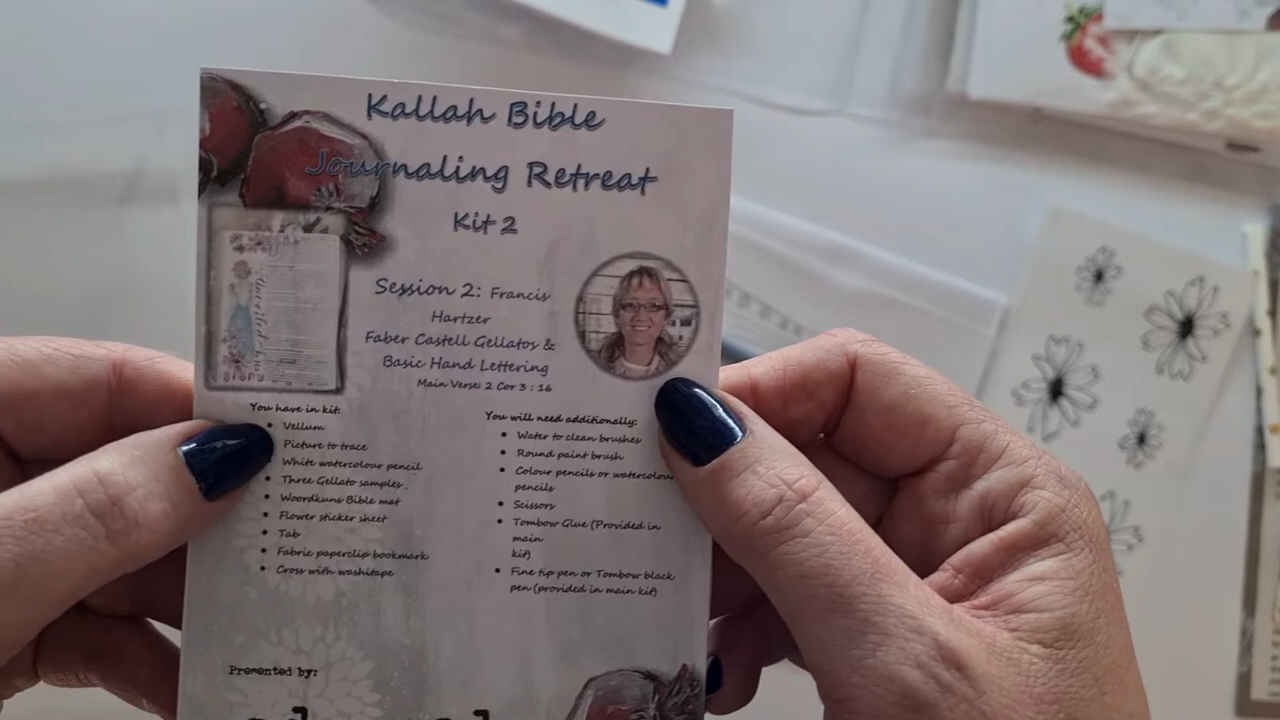 Kallah Bible
Journaling Retreat
Kit 2
Session 2: Francis
Hartzer
Faber Castell Gellatos &
Basic Hand Lettering
Main Verse: 2 Cor 3 : 16
You have in kit:
Vellum
Picture to trace
White watercolour pencil
Three Gellato samples
Woordkuns Bible mat
Flower sticker sheet
Tab
Fabric paperclip bookmark
Cross with washitape
You will need additionally:
Water to clean brushes
Round paint brush
Colour pencils or watercolour
pencils
Scissors
Tombow Glue (Provided in
main
kit)
Fine tip pen or Tombow black
pen (provided in main kit)
Presented by: